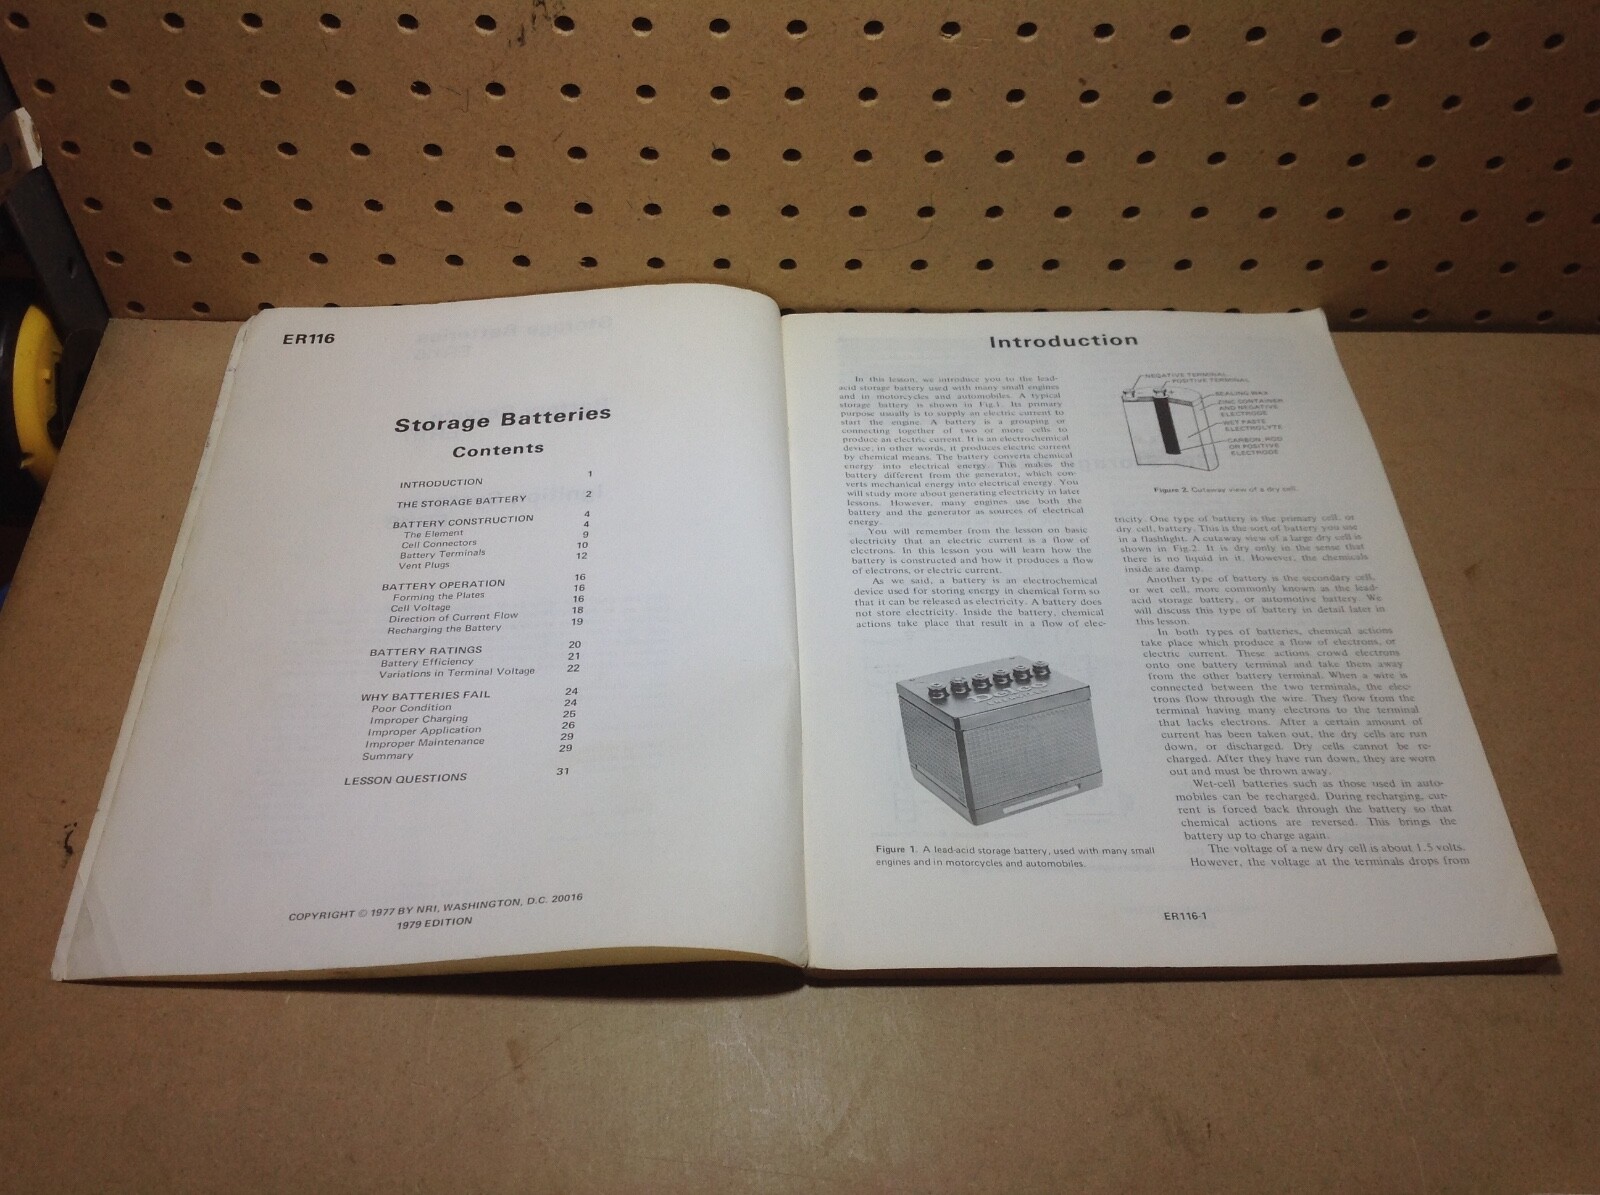 ER116
Storage Batteries
Contents
INTRODUCTION 1
THE STORAGE BATTERY 2
BATTERY CONSTRUCTION 4
The Element 4
Cell Connectors 9
Battery Terminals 10
Vent Plugs 12
BATTERY OPERATION 16
Forming the Plates 16
Cell Voltage 16
Direction of Current Flow 18
Recharging the Battery 19
BATTERY RATINGS 20
Battery Efficiency 21
Variations in Terminal Voltage 22
WHY BATTERIES FAIL 24
Poor Condition 24
Improper Charging 25
Improper Application 26
Improper Maintenance 29
Summary 29
LESSON QUESTIONS 31
COPYRIGHT © 1977 BY NRI, WASHINGTON, D.C. 20016
1979 EDITION
Introduction
In this lesson, we introduce you to the lead-
acid storage battery used with many small engines
and in motorcycles and automobiles. A typical
storage battery is shown in Fig.1. Its primary
purpose usually is to supply an electric current to
start the engine. A battery is a grouping or
connecting together of two or more cells to
produce an electric current. It is an electrochemical
device; in other words, it produces electric current
by chemical means. The battery converts chemical
energy into electrical energy. This makes the
battery different from the generator, which con-
verts mechanical energy into electrical energy. You
will study more about generating electricity in later
lessons. However, many engines use both the
battery and the generator as sources of electrical
energy.
You will remember from the lesson on basic
electricity that an electric current is a flow of
electrons. In this lesson you will learn how the
battery is constructed and how it produces a flow
of electrons, or electric current.
As we said, a battery is an electrochemical
device used for storing energy in chemical form so
that it can be released as electricity. A battery does
not store electricity. Inside the battery, chemical
actions take place that result in a flow of elec-
Figure 1. A lead-acid storage battery, used with many small
engines and in motorcycles and automobiles.
NEGATIVE TERMINAL
POSITIVE TERMINAL
SEALING WAX
ZINC CONTAINER
AND NEGATIVE
ELECTRODE
WET PASTE
ELECTROLYTE
CARBON ROD
OR POSITIVE
ELECTRODE
Figure 2. Cutaway view of a dry cell.
tricity. One type of battery is the primary cell, or
dry cell, battery. This is the sort of battery you use
in a flashlight. A cutaway view of a large dry cell is
shown in Fig.2. It is dry only in the sense that
there is no liquid in it. However, the chemicals
inside are damp.
Another type of battery is the secondary cell,
or wet cell, more commonly known as the lead-
acid storage battery, or automotive battery. We
will discuss this type of battery in detail later in
this lesson.
In both types of batteries, chemical actions
take place which produce a flow of electrons, or
electric current. These actions crowd electrons
onto one battery terminal and take them away
from the other battery terminal. When a wire is
connected between the two terminals, the elec-
trons flow through the wire. They flow from the
terminal having many electrons to the terminal
that lacks electrons. After a certain amount of
current has been taken out, the dry cells are run
down, or discharged. Dry cells cannot be re-
charged. After they have run down, they are worn
out and must be thrown away.
Wet-cell batteries such as those used in auto-
mobiles can be recharged. During recharging, cur-
rent is forced back through the battery so that
chemical actions are reversed. This brings the
battery up to charge again.
The voltage of a new dry cell is about 1.5 volts.
However, the voltage at the terminals drops from
ER116-1